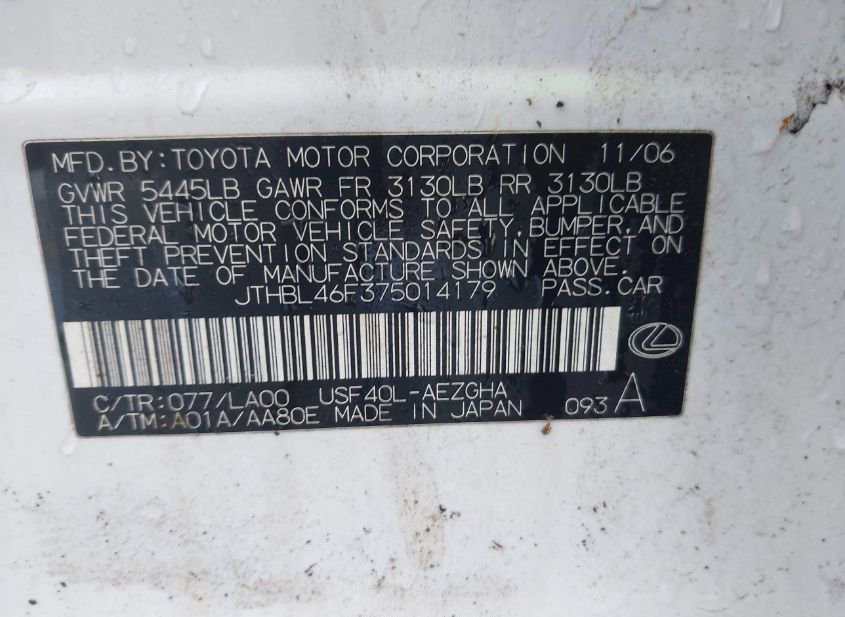 MFD.BY:TOYOTA MOTOR CORPORATION 11/06
GVWR 5445LB GAWR FR 3130LB RR 3130LB
THIS VEHICLE CONFORMS TO ALL APPLICABLE
FEDERAL MOTOR VEHICLE SAFETY,BUMPER,AND
THEFT PREVENTION STANDARDS IN EFFECT ON
THE DATE OF MANUFACTURE SHOWN ABOVE.
JTHBL46F375014179 PASS.CAR
C/TR:077/LA00 USF40L-AEZGHA
A/TM:A01A/AA80E MADE IN JAPAN 093 A